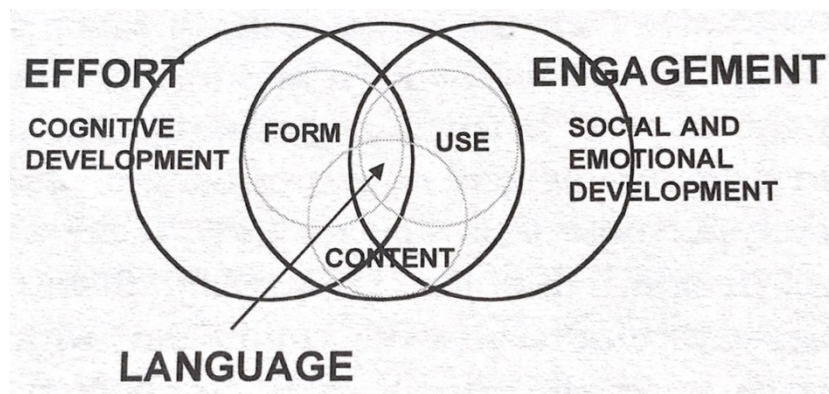 EFFORT
COGNITIVE
DEVELOPMENT
FORM
USE
CONTENT
ENGAGEMENT
SOCIAL AND
EMOTIONAL
DEVELOPMENT
LANGUAGE